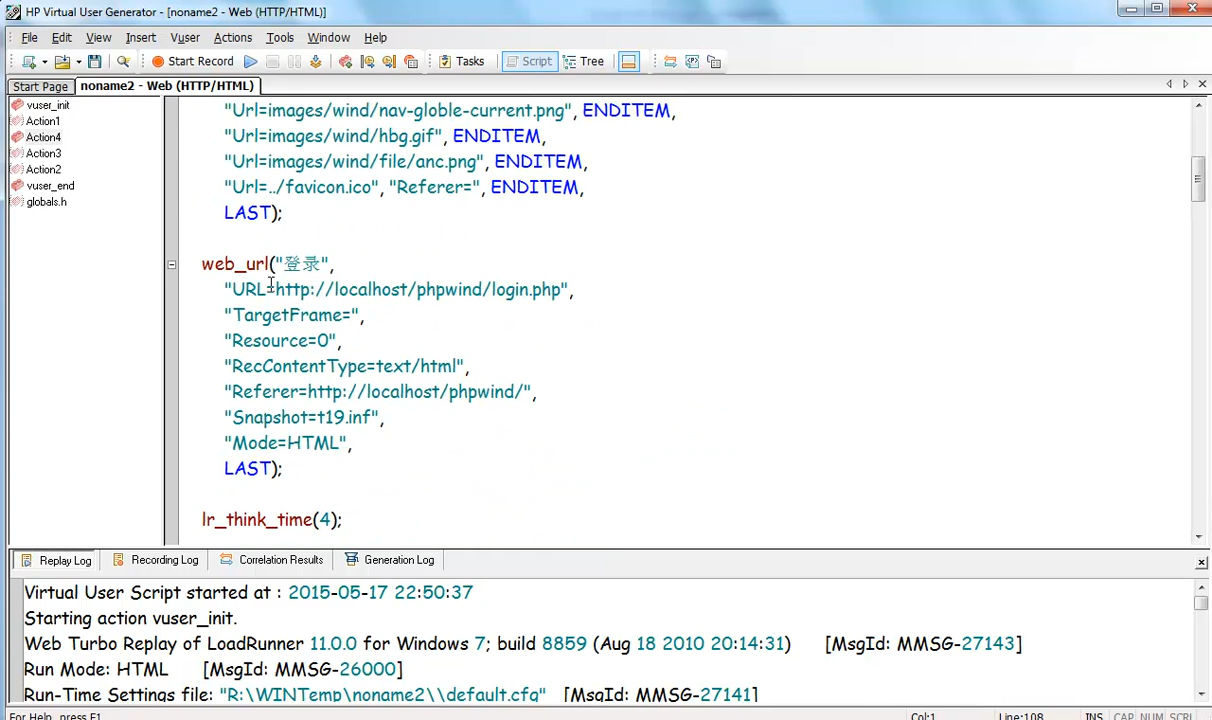 HP Virtual User Generator - [noname2 - Web (HTTP/HTML)]
File Edit View Insert Vuser Actions Tools Window Help
Start Record Tasks Script Tree
Start Page noname2 - Web (HTTP/HTML)
vuser_init
Action1
Action4
Action3
Action2
vuser_end
globals.h
"Url=images/wind/nav-globle-current.png", ENDITEM,
"Url=images/wind/hbg.gif", ENDITEM,
"Url=images/wind/file/anc.png", ENDITEM,
"Url=../favicon.ico", "Referer=", ENDITEM,
LAST);
web_url("登录",
"URL=http://localhost/phpwind/login.php",
"TargetFrame=",
"Resource=0",
"RecContentType=text/html",
"Referer=http://localhost/phpwind/",
"Snapshot=t19.inf",
"Mode=HTML",
LAST);
lr_think_time(4);
Replay Log Recording Log Correlation Results Generation Log
Virtual User Script started at : 2015-05-17 22:50:37
Starting action vuser_init.
Web Turbo Replay of LoadRunner 11.0.0 for Windows 7; build 8859 (Aug 18 2010 20:14:31) [MsgId: MMSG-27143]
Run Mode: HTML [MsgId: MMSG-26000]
Run-Time Settings file: "R:\WINTemp\noname2\\default.cfg" [MsgId: MMSG-27141]
For Help, press F1 Col:1 Line:108 INS CAP NUM SCRL